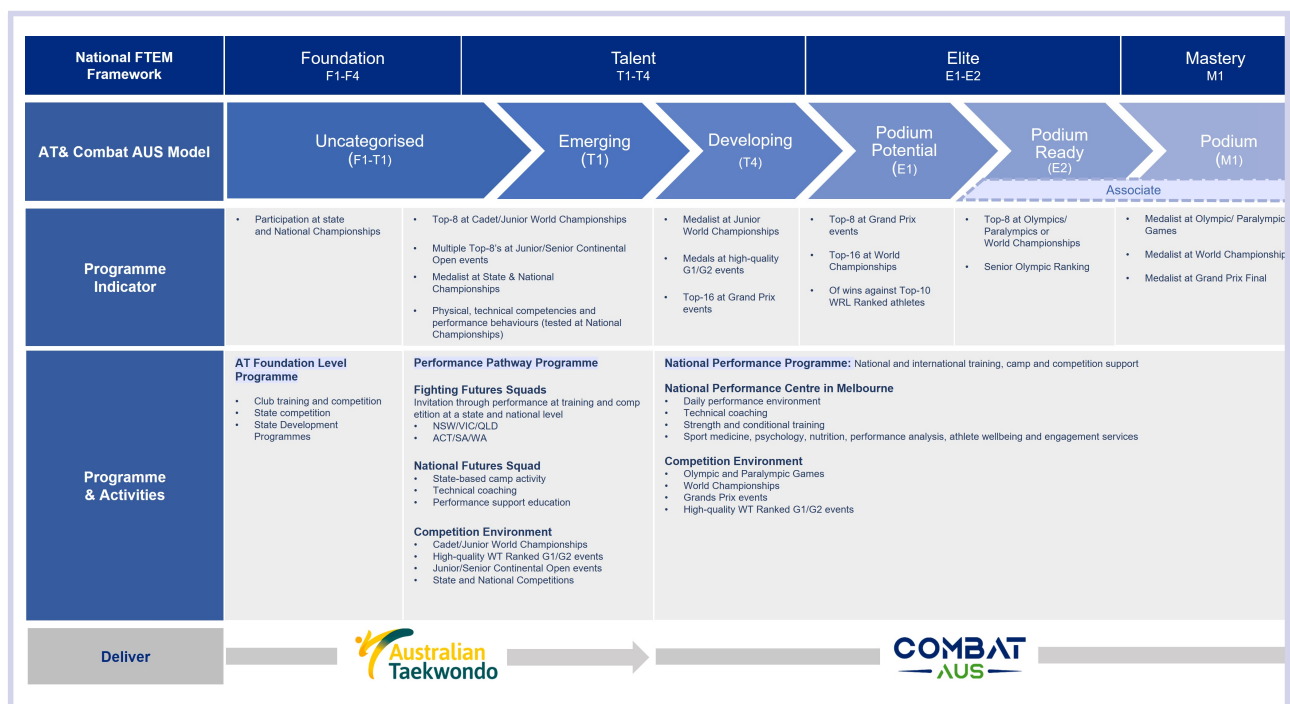 National FTEM
Framework
Foundation
F1-F4
Talent
T1-T4
Elite
E1-E2
Mastery
M1
AT& Combat AUS Model
Uncategorised
(F1-T1)
Emerging
(T1)
Developing
(T4)
Podium
Potential
(E1)
Podium
Ready
(E2)
Podium
(M1)
Associate
Programme
Indicator
• Participation at state
and National Championships
• Top-8 at Cadet/Junior World Championships
• Multiple Top-8's at Junior/Senior Continental
Open events
• Medalist at State & National
Championships
• Physical, technical competencies and
performance behaviours (tested at National
Championships)
• Medalist at Junior
World Championships
• Medals at high-quality
G1/G2 events
• Top-16 at Grand Prix
events
• Top-8 at Grand Prix
events
• Top-16 at World
Championships
• Of wins against Top-10
WRL Ranked athletes
• Top-8 at Olympics/
Paralympics or
World Championships
• Senior Olympic Ranking
• Medalist at Olympic/ Paralympic
Games
• Medalist at World Championship
• Medalist at Grand Prix Final
Programme
& Activities
AT Foundation Level
Programme
• Club training and competition
• State competition
• State Development
Programmes
Performance Pathway Programme
Fighting Futures Squads
Invitation through performance at training and comp
etition at a state and national level
• NSW/VIC/QLD
• ACT/SA/WA
National Futures Squad
• State-based camp activity
• Technical coaching
• Performance support education
Competition Environment
• Cadet/Junior World Championships
• High-quality WT Ranked G1/G2 events
• Junior/Senior Continental Open events
• State and National Competitions
National Performance Programme: National and international training, camp and competition support
National Performance Centre in Melbourne
• Daily performance environment
• Technical coaching
• Strength and conditional training
• Sport medicine, psychology, nutrition, performance analysis, athlete wellbeing and engagement services
Competition Environment
• Olympic and Paralympic Games
• World Championships
• Grands Prix events
• High-quality WT Ranked G1/G2 events
Deliver
Australian
Taekwondo
COMBAT
AUS